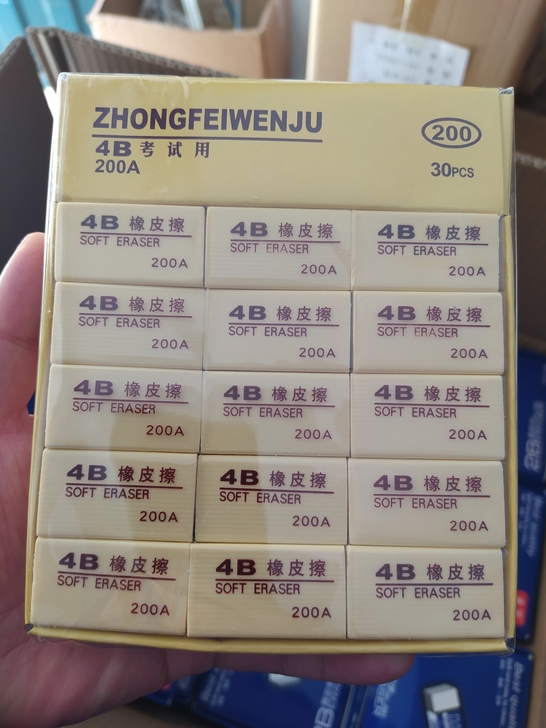 ZHONGFEIWENJU
4B 考试用
200A
200
30PCS
4B 橡皮擦
SOFT ERASER
200A
4B 橡皮擦
SOFT ERASER
200A
4B 橡皮擦
SOFT ERASER
200A
4B 橡皮擦
SOFT ERASER
200A
4B 橡皮擦
SOFT ERASER
200A
4B 橡皮擦
SOFT ERASER
200A
4B 橡皮擦
SOFT ERASER
200A
4B 橡皮擦
SOFT ERASER
200A
4B 橡皮擦
SOFT ERASER
200A
4B 橡皮擦
SOFT ERASER
200A
4B 橡皮擦
SOFT ERASER
200A
4B 橡皮擦
SOFT ERASER
200A
4B 橡皮擦
SOFT ERASER
200A
4B 橡皮擦
SOFT ERASER
200A
4B 橡皮擦
SOFT ERASER
200A